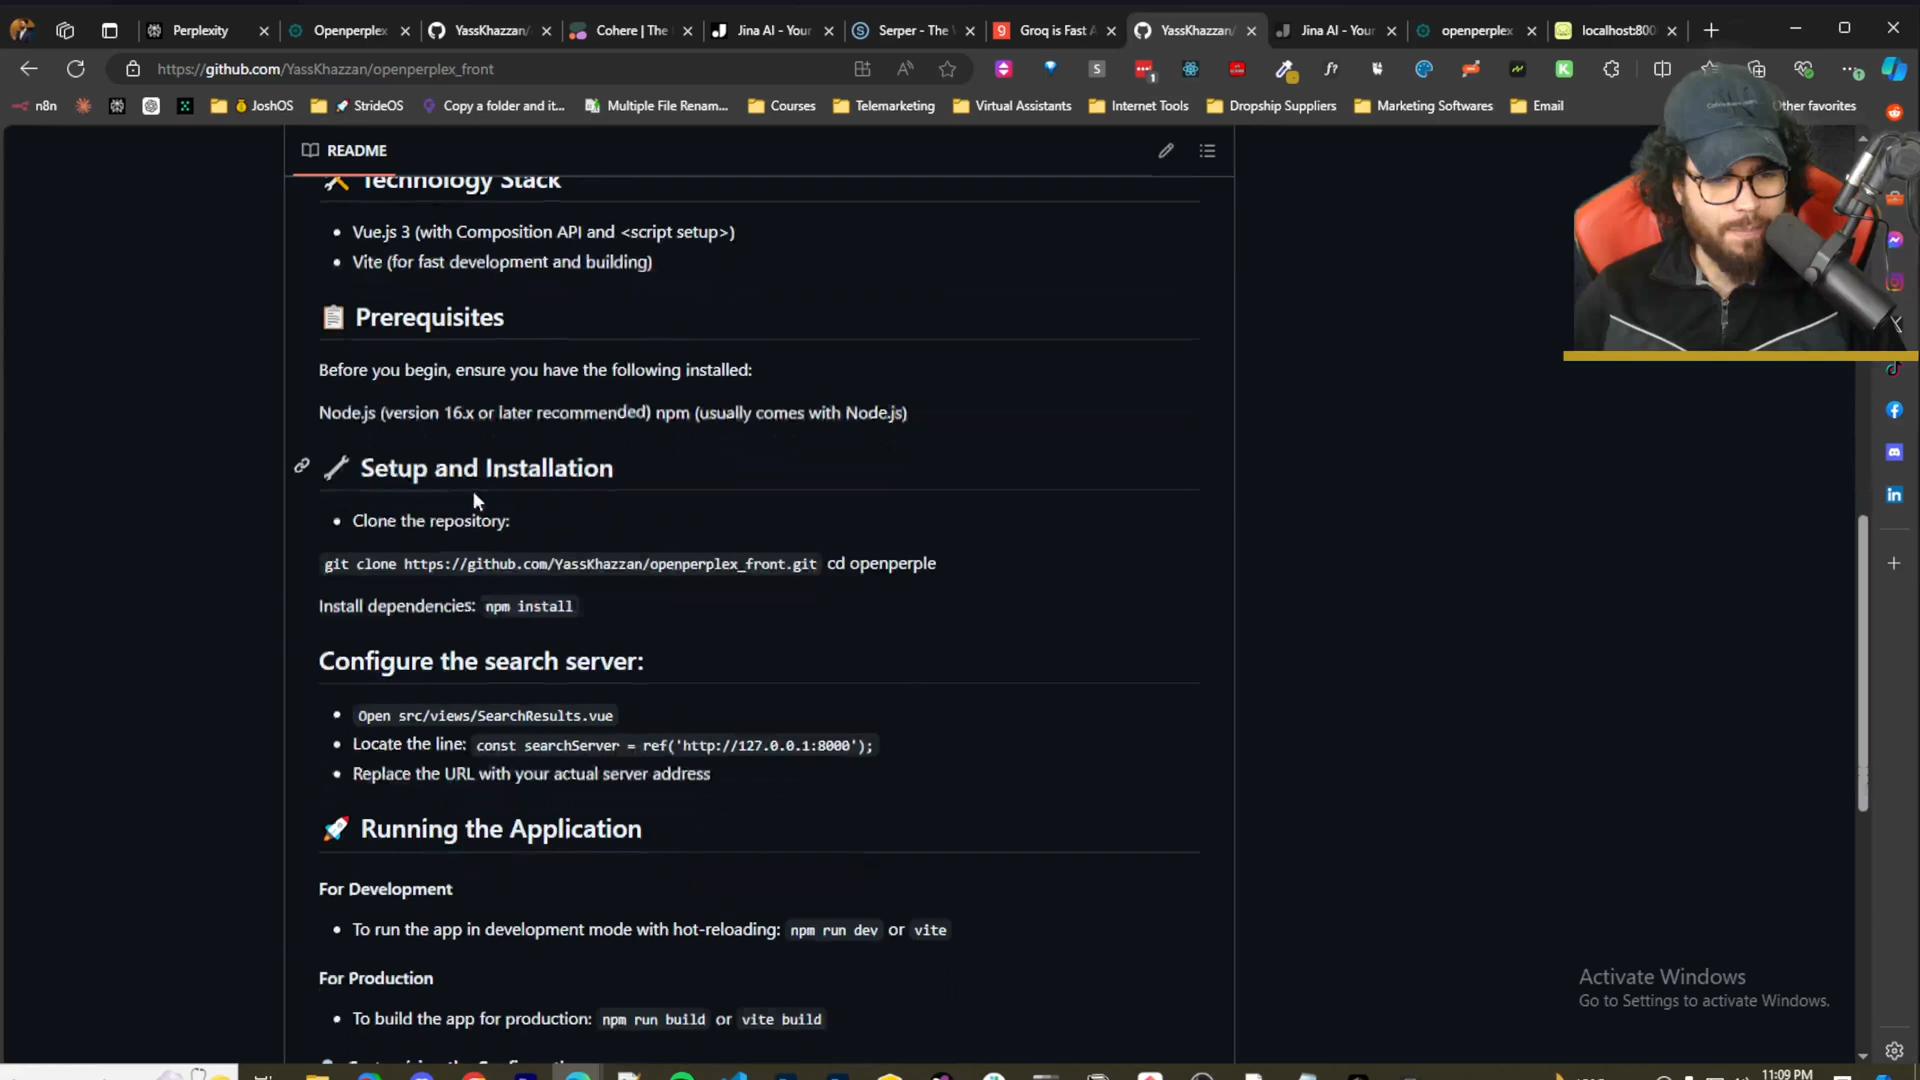 Perplexity
Openperplex
YassKhazzan/
Cohere | The
Jina AI - Your
Serper - The
Groq is Fast A
YassKhazzan/
Jina AI - Your
openperplex
localhost:800
https://github.com/YassKhazzan/openperplex_front
n8n
JoshOS
StrideOS
Copy a folder and it...
Multiple File Renam...
Courses
Telemarketing
Virtual Assistants
Internet Tools
Dropship Suppliers
Marketing Softwares
Email
Other favorites
README
Technology Stack
• Vue.js 3 (with Composition API and <script setup>)
• Vite (for fast development and building)
Prerequisites
Before you begin, ensure you have the following installed:
Node.js (version 16.x or later recommended) npm (usually comes with Node.js)
Setup and Installation
• Clone the repository:
git clone https://github.com/YassKhazzan/openperplex_front.git cd openperple
Install dependencies: npm install
Configure the search server:
• Open src/views/SearchResults.vue
• Locate the line: const searchServer = ref('http://127.0.0.1:8000');
• Replace the URL with your actual server address
Running the Application
For Development
• To run the app in development mode with hot-reloading: npm run dev or vite
For Production
• To build the app for production: npm run build or vite build
Activate Windows
Go to Settings to activate Windows.
11:09 PM